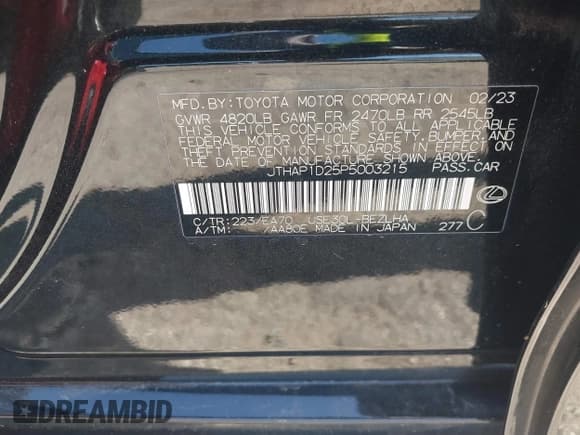 MFD.BY:TOYOTA MOTOR CORPORATION 02/23
GVWR 4820LB GAWR FR 2470LB RR 2545LB
THIS VEHICLE CONFORMS TO ALL APPLICABLE
FEDERAL MOTOR VEHICLE SAFETY,BUMPER,AND
THEFT PREVENTION STANDARDS IN EFFECT ON
THE DATE OF MANUFACTURE SHOWN ABOVE.
JTHAP1D25P5003215 PASS.CAR
C/TR:223/EA70 USE30L-BEZLHA
A/TM: /AA80E MADE IN JAPAN 277 C
DREAMBID